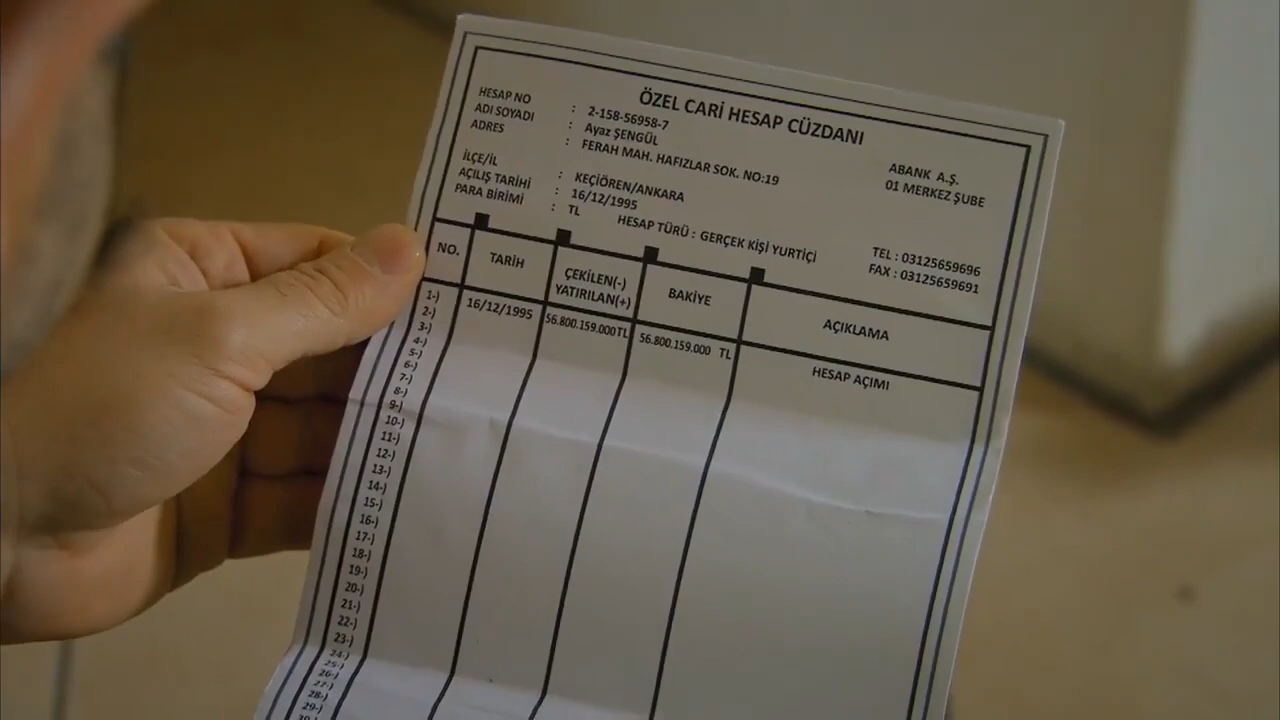 ÖZEL CARİ HESAP CÜZDANI
HESAP NO : 2-158-56958-7
ADI SOYADI : Ayaz ŞENGÜL
ADRES : FERAH MAH. HAFIZLAR SOK. NO:19
ABANK A.Ş.
01 MERKEZ ŞUBE
İLÇE/İL : KEÇİÖREN/ANKARA
AÇILIŞ TARİHİ : 16/12/1995
PARA BİRİMİ : TL
HESAP TÜRÜ : GERÇEK KİŞİ YURTİÇİ
TEL : 03125659696
FAX : 03125659691
NO. TARİH ÇEKİLEN(-) YATIRILAN(+) BAKİYE AÇIKLAMA
1-) 16/12/1995 56.800.159.000TL 56.800.159.000 TL HESAP AÇIMI
2-)
3-)
4-)
5-)
6-)
7-)
8-)
9-)
10-)
11-)
12-)
13-)
14-)
15-)
16-)
17-)
18-)
19-)
20-)
21-)
22-)
23-)
24-)
25-)
26-)
27-)
28-)
29-)